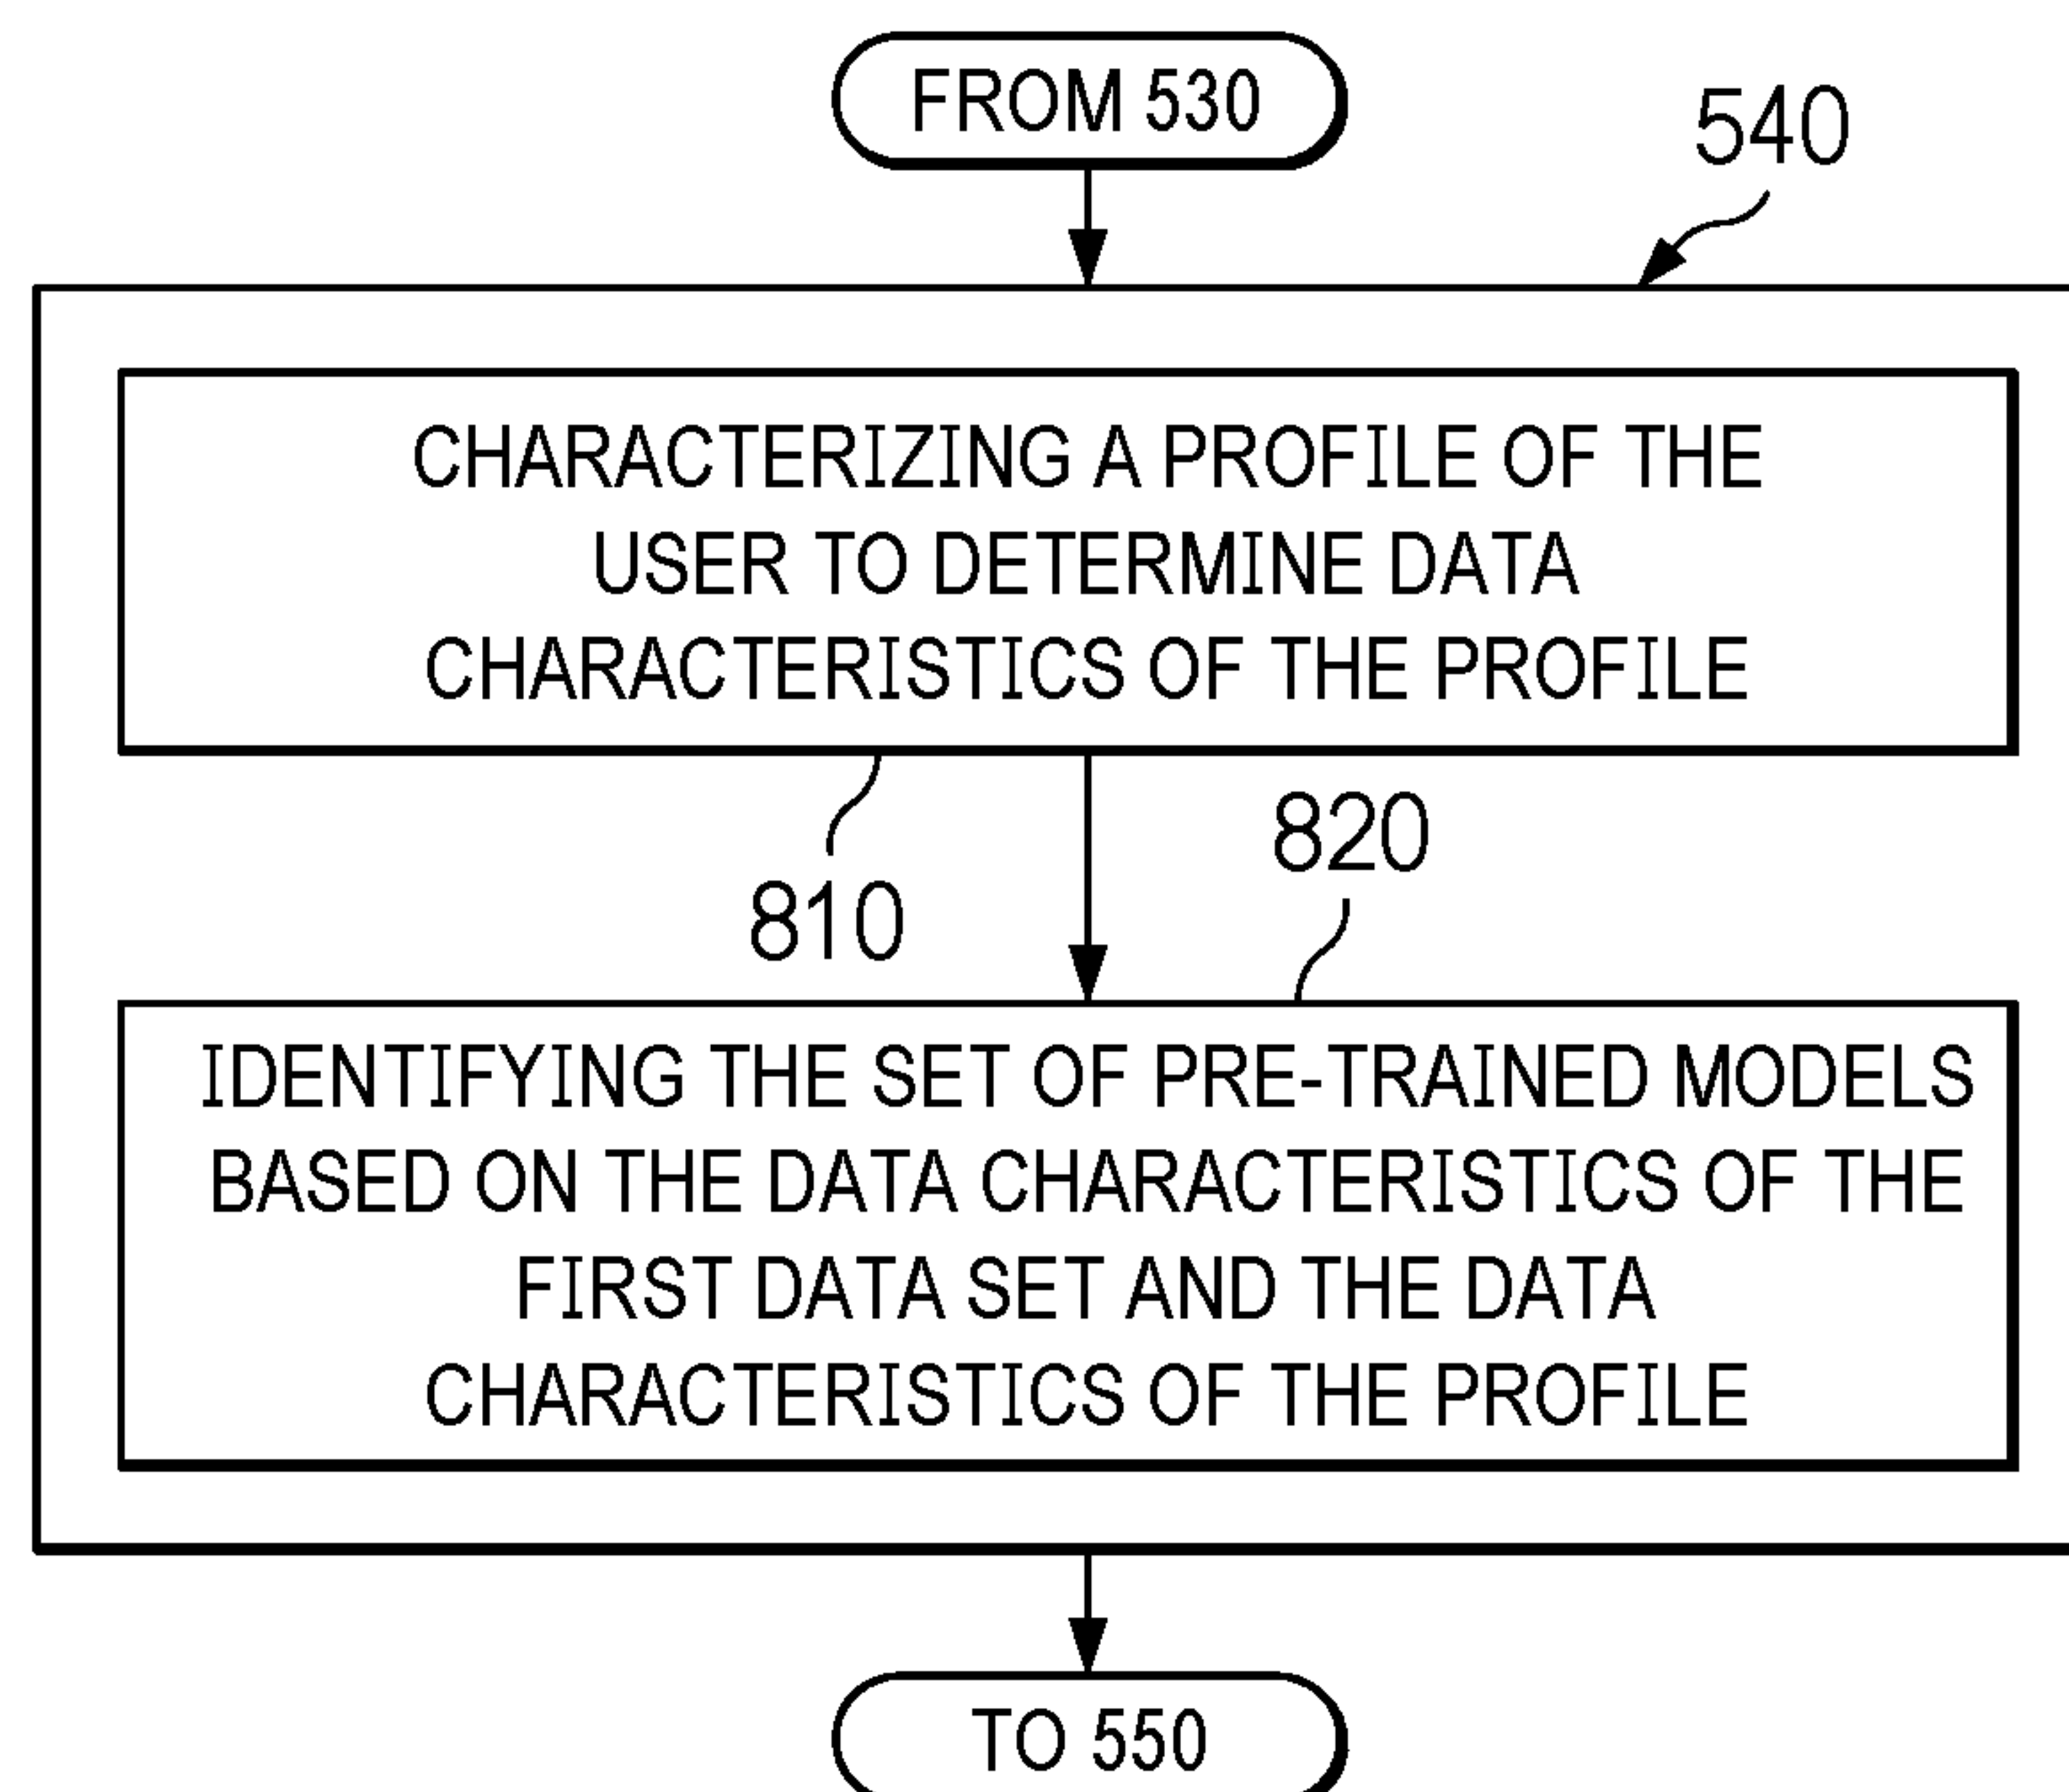 FROM 530
540
CHARACTERIZING A PROFILE OF THE
USER TO DETERMINE DATA
CHARACTERISTICS OF THE PROFILE
820
810
IDENTIFYING THE SET OF PRE-TRAINED MODELS
BASED ON THE DATA CHARACTERISTICS OF THE
FIRST DATA SET AND THE DATA
CHARACTERISTICS OF THE PROFILE
TO 550